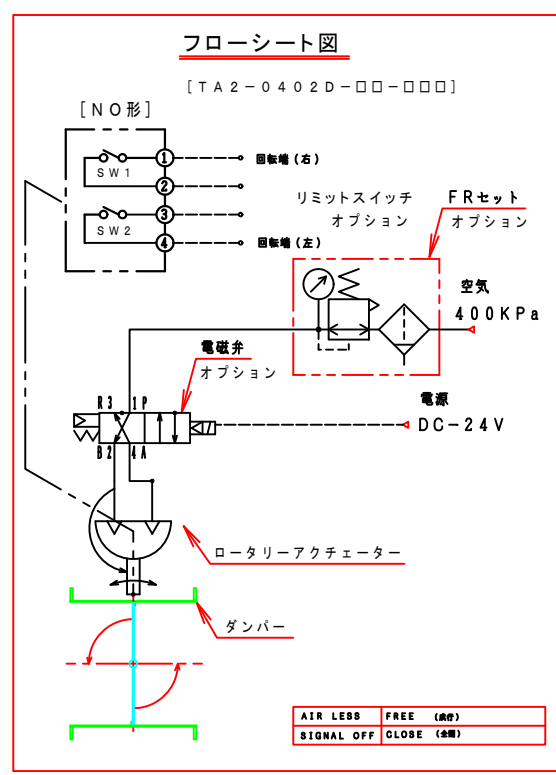 フローシート図
[TA2-0402D-□□-□□□]
[NO形]
SW1
SW2
1
2
3
4
回転端(右)
回転端(左)
リミットスイッチ
オプション
FRセット
オプション
空気
400KPa
電磁弁
オプション
R3 1P
B2 4A
電源
DC-24V
ロータリーアクチェーター
ダンパー
AIR LESS FREE (成行)
SIGNAL OFF CLOSE (全閉)